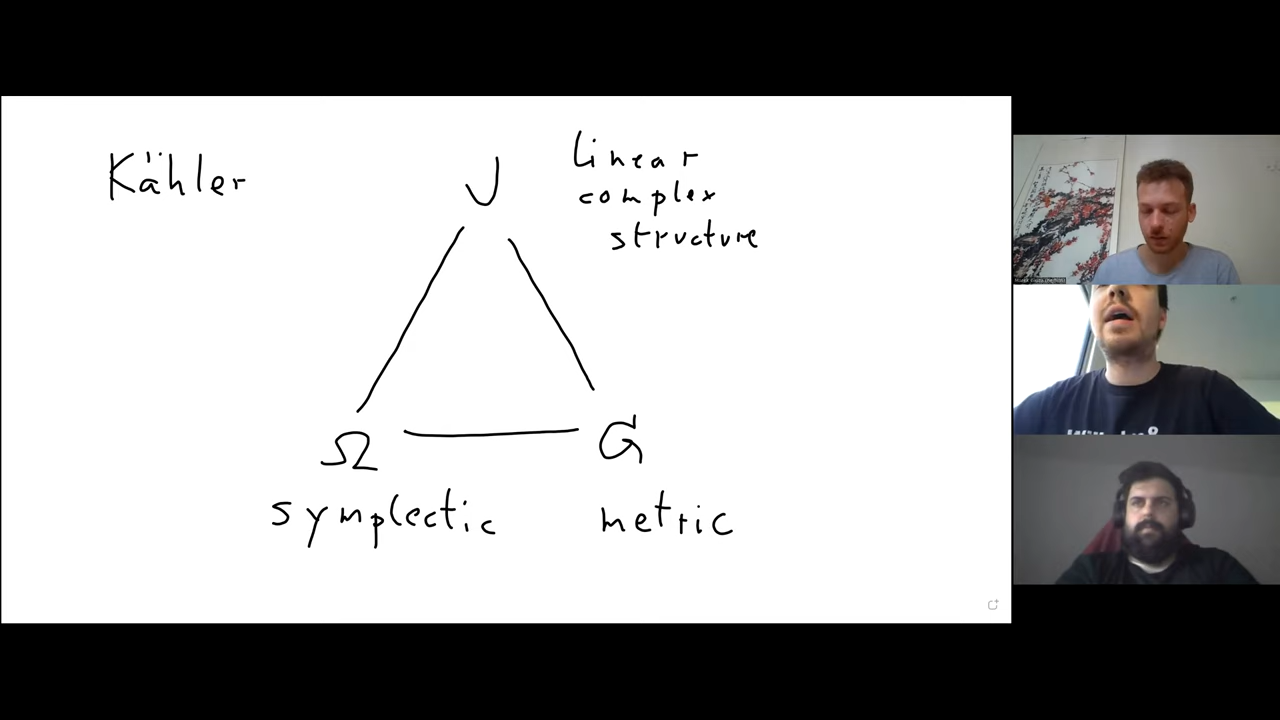 Kähler
J
linear
complex
structure
Ω
G
symplectic
metric